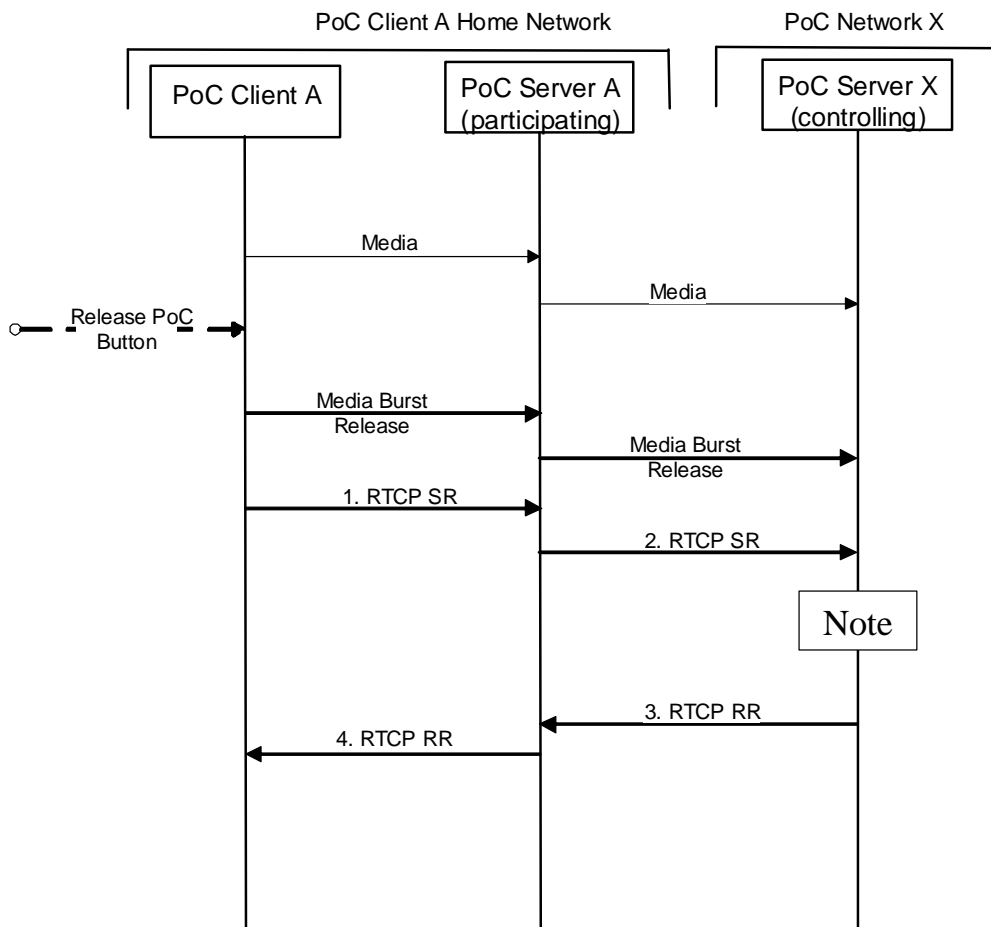 PoC Client A Home Network
PoC Network X
PoC Client A
PoC Server A
(participating)
PoC Server X
(controlling)
Media
Media
Release PoC
Button
Media Burst
Release
Media Burst
Release
1. RTCP SR
2. RTCP SR
Note
3. RTCP RR
4. RTCP RR